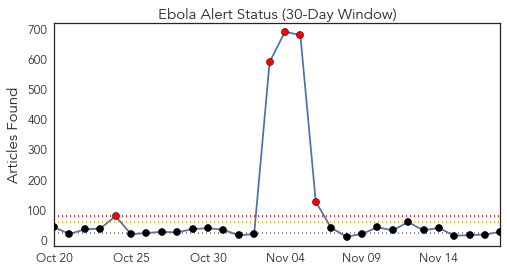 Ebola Alert Status (30-Day Window)
Articles Found
700
600
500
400
300
200
100
0
Oct 20 Oct 25 Oct 30 Nov 04 Nov 09 Nov 14